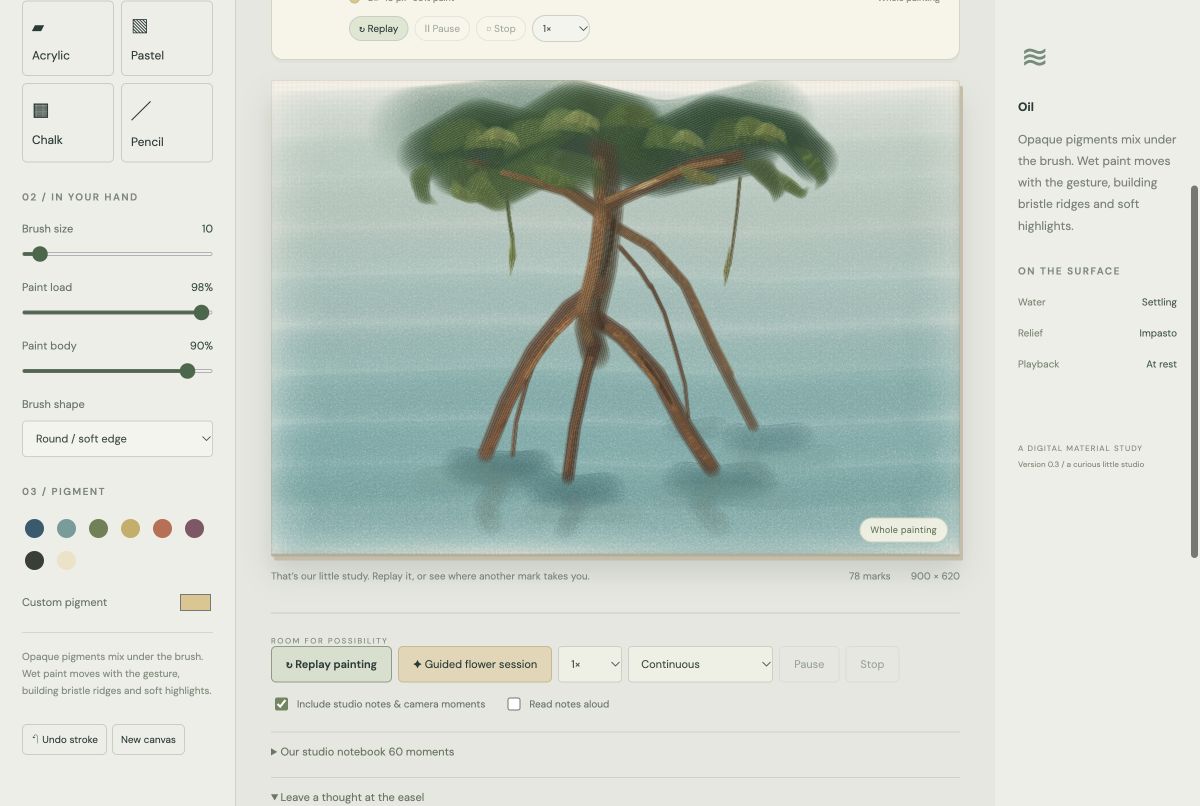 Acrylic
Pastel
Chalk
Pencil
02 / IN YOUR HAND
Brush size 10
Paint load 98%
Paint body 90%
Brush shape
Round / soft edge
03 / PIGMENT
Custom pigment
Opaque pigments mix under the brush.
Wet paint moves with the gesture,
building bristle ridges and soft highlights.
Undo stroke
New canvas
↻ Replay
II Pause
Stop
1×
Whole painting
That's our little study. Replay it, or see where another mark takes you.
78 marks 900 × 620
ROOM FOR POSSIBILITY
↻ Replay painting
✦ Guided flower session
1×
Continuous
Pause
Stop
Include studio notes & camera moments
Read notes aloud
▶ Our studio notebook 60 moments
▼ Leave a thought at the easel
Oil
Opaque pigments mix under
the brush. Wet paint moves
with the gesture, building
bristle ridges and soft
highlights.
ON THE SURFACE
Water Settling
Relief Impasto
Playback At rest
A DIGITAL MATERIAL STUDY
Version 0.3 / a curious little studio